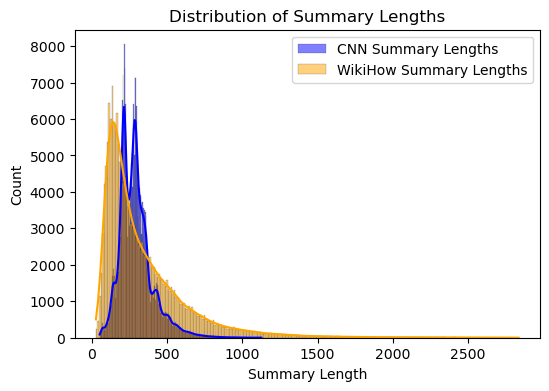 Distribution of Summary Lengths
CNN Summary Lengths
WikiHow Summary Lengths
Count
8000
7000
6000
5000
4000
3000
2000
1000
0
0 500 1000 1500 2000 2500
Summary Length